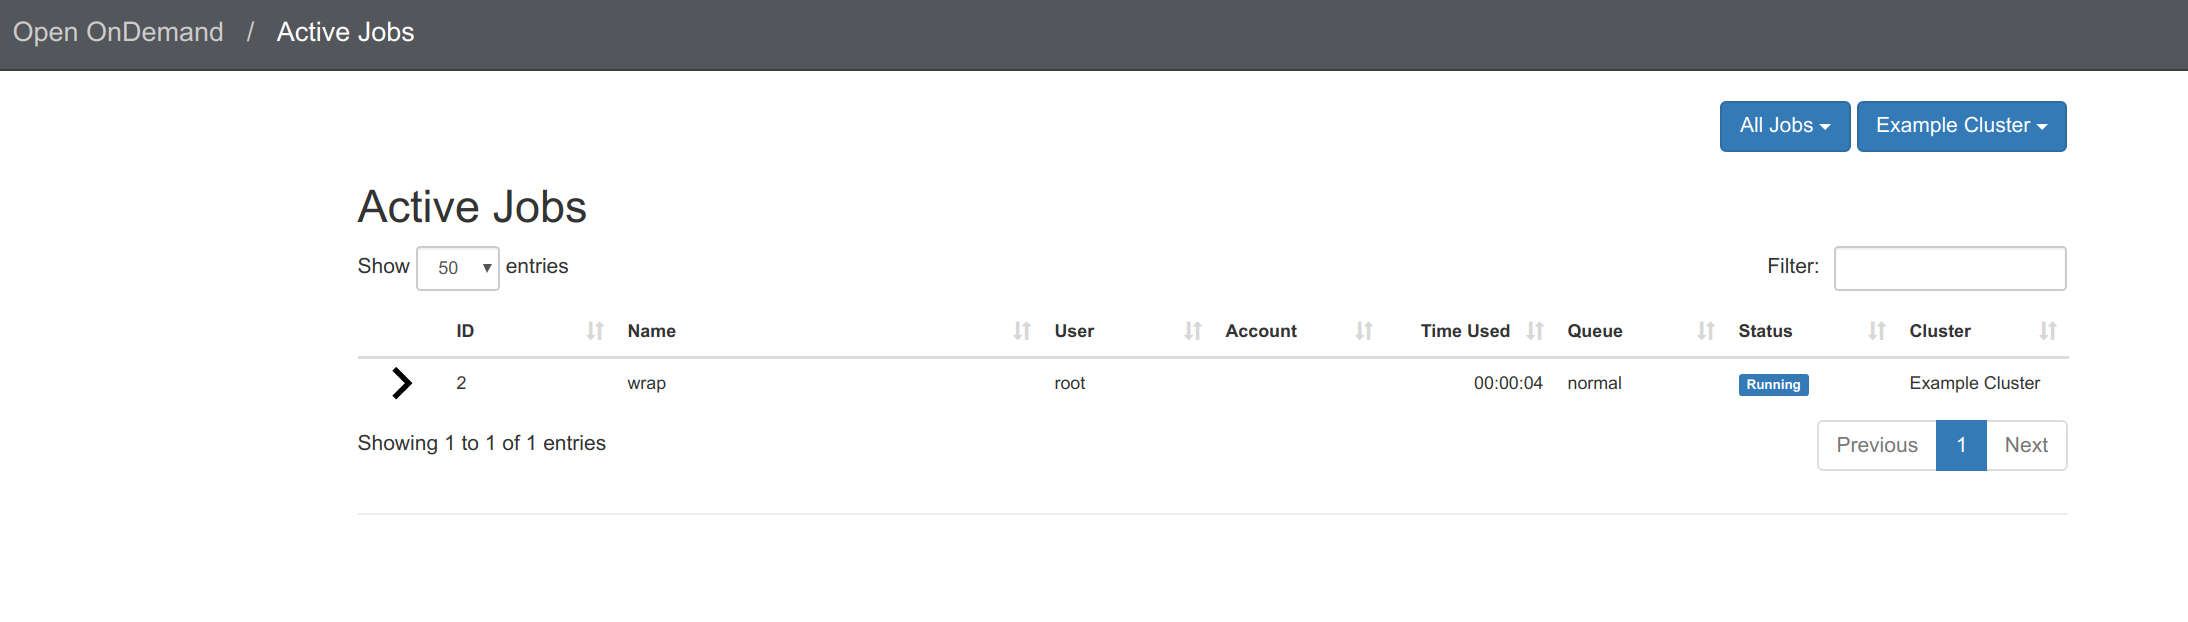 Open OnDemand / Active Jobs
All Jobs Example Cluster
Active Jobs
Show 50 entries Filter:
ID Name User Account Time Used Queue Status Cluster
2 wrap root 00:00:04 normal Running Example Cluster
Showing 1 to 1 of 1 entries Previous 1 Next